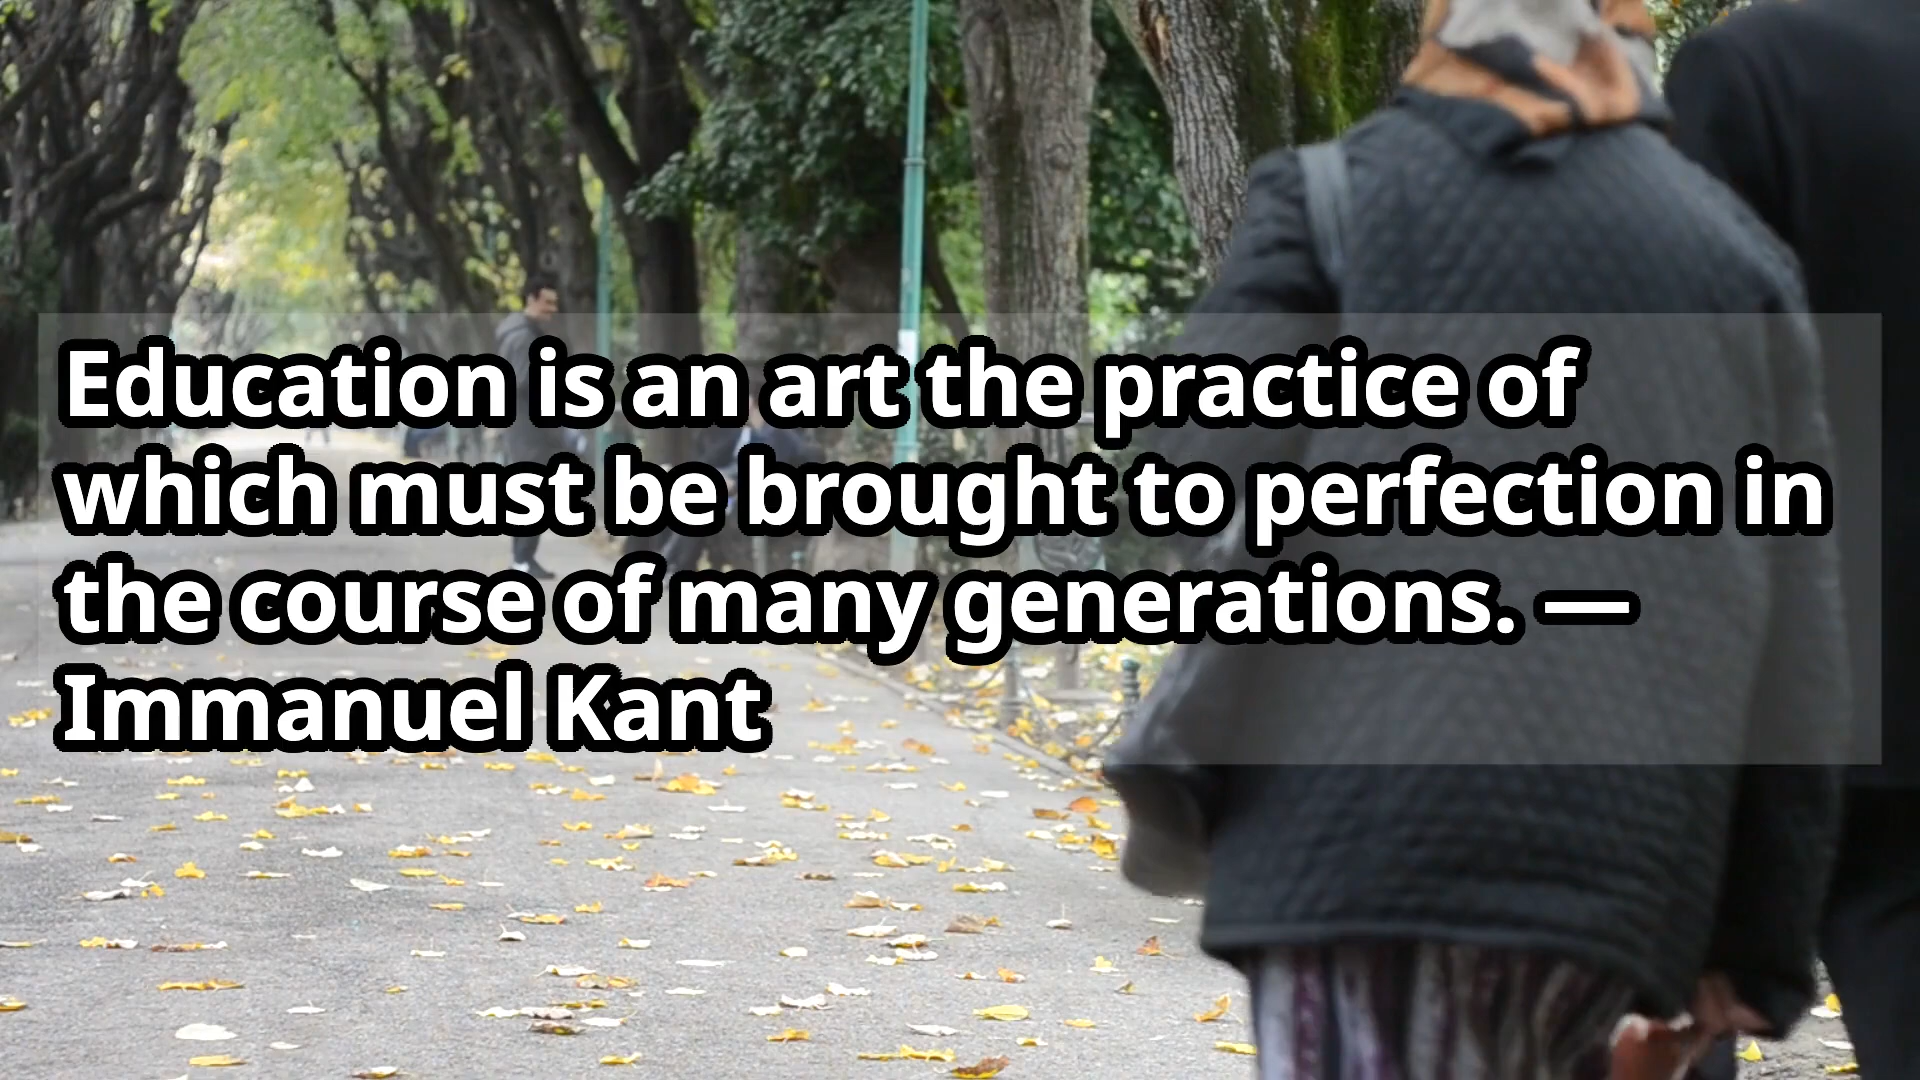 Education is an art the practice of
which must be brought to perfection in
the course of many generations. —
Immanuel Kant